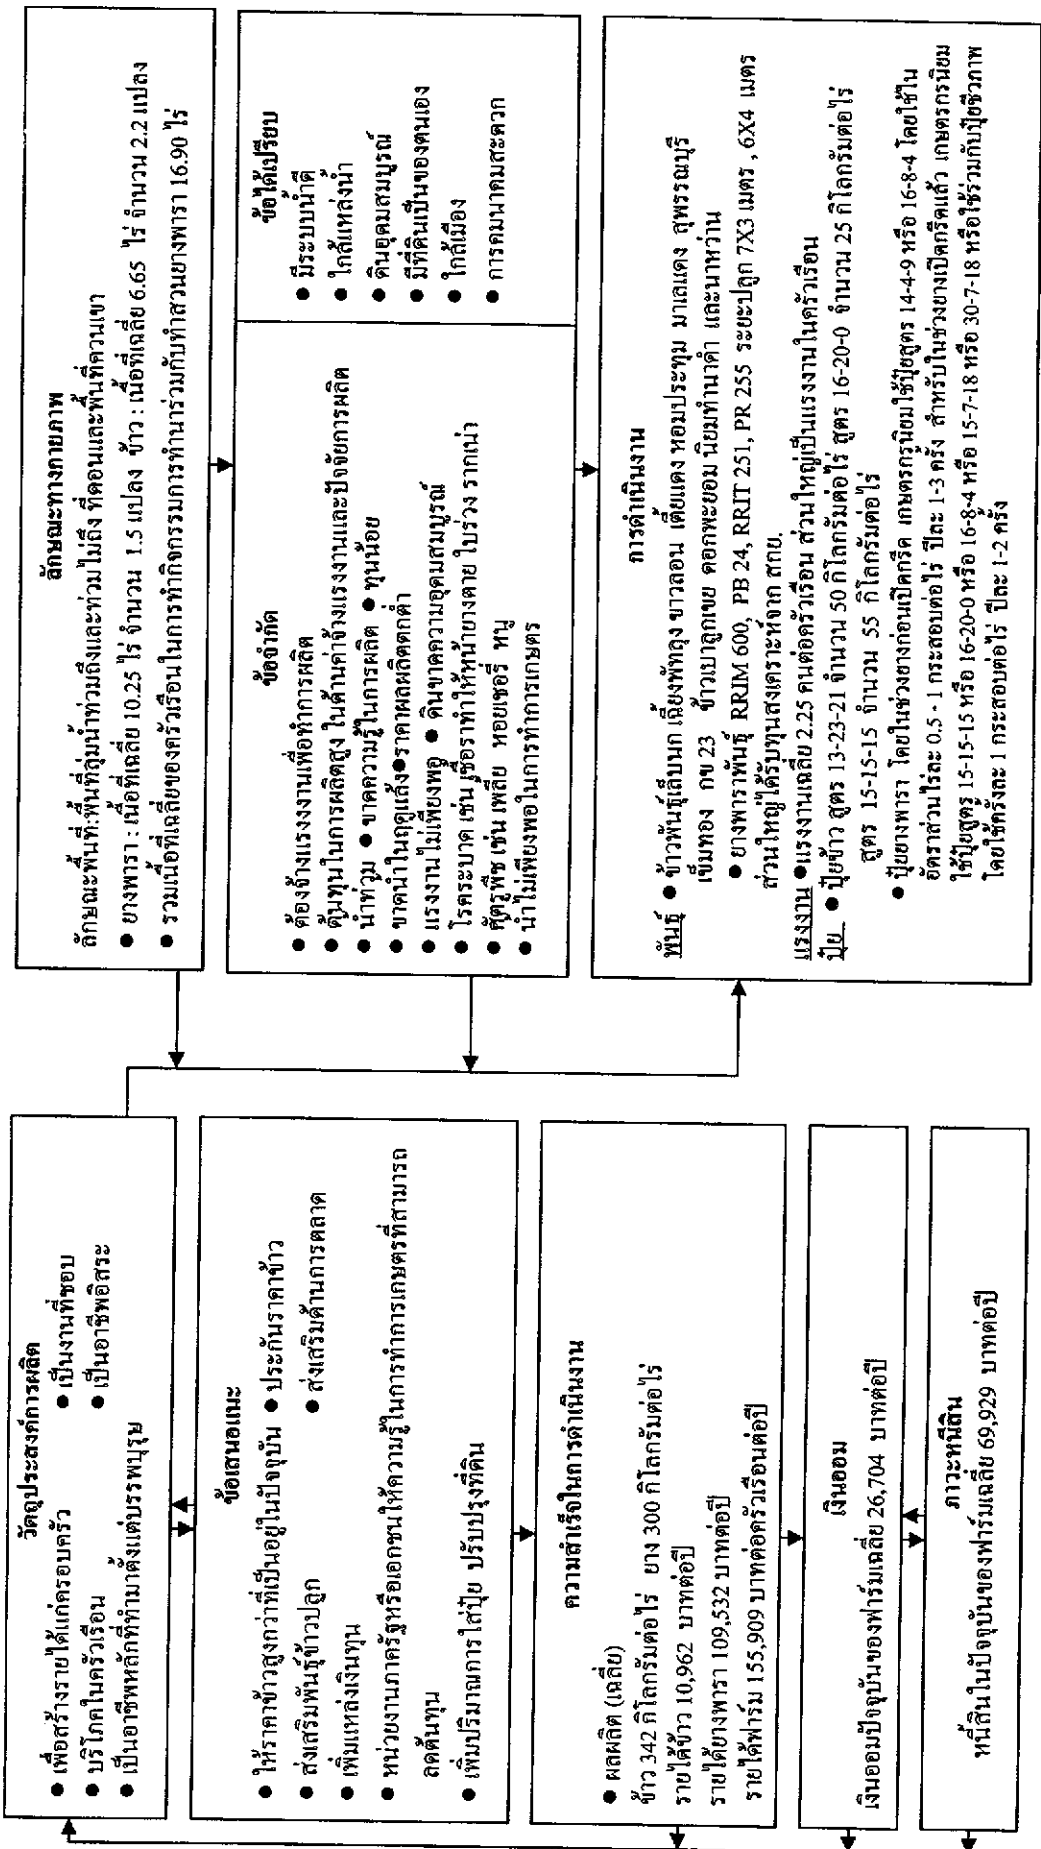 วัตถุประสงค์การผลิต
● เพื่อสร้างรายได้แก่ครอบครัว ● เป็นงานที่ชอบ
● บริโภคในครัวเรือน ● เป็นอาชีพอิสระ
● เป็นอาชีพหลักที่ทำมาตั้งแต่บรรพบุรุษ
ข้อเสนอแนะ
● ให้ราคาข้าวสูงกว่าที่เป็นอยู่ในปัจจุบัน ● ประกันราคาข้าว
● ส่งเสริมพันธุ์ข้าวปลูก ● ส่งเสริมด้านการตลาด
● เพิ่มแหล่งเงินทุน
● หน่วยงานภาครัฐหรือเอกชนให้ความรู้ในการทำการเกษตรที่สามารถ
ลดต้นทุน
● เพิ่มปริมาณการใส่ปุ๋ย ปรับปรุงที่ดิน
ความสำเร็จในการดำเนินงาน
● ผลผลิต (เฉลี่ย)
ข้าว 342 กิโลกรัมต่อไร่ ยาง 300 กิโลกรัมต่อไร่
รายได้ข้าว 10,962 บาทต่อปี
รายได้ยางพารา 109,532 บาทต่อปี
รายได้ฟาร์ม 155,909 บาทต่อครัวเรือนต่อปี
เงินออม
เงินออมปัจจุบันของฟาร์มเฉลี่ย 26,704 บาทต่อปี
ภาวะหนี้สิน
หนี้สินในปัจจุบันของฟาร์มเฉลี่ย 69,929 บาทต่อปี
ลักษณะทางกายภาพ
ลักษณะพื้นที่:พื้นที่ลุ่มน้ำท่วมถึงและท่วมไม่ถึง ที่ดอนและพื้นที่ควนเขา
● ยางพารา : เนื้อที่เฉลี่ย 10.25 ไร่ จำนวน 1.5 แปลง ข้าว : เนื้อที่เฉลี่ย 6.65 ไร่ จำนวน 2.2 แปลง
● รวมเนื้อที่เฉลี่ยของครัวเรือนในการทำกิจกรรมการทำนาร่วมกับทำสวนยางพารา 16.90 ไร่
ข้อจำกัด
● ต้องจ้างแรงงานเพื่อทำการผลิต
● ต้นทุนในการผลิตสูง ในด้านค่าจ้างแรงงานและปัจจัยการผลิต
● น้ำท่วม ● ขาดความรู้ในการผลิต ● ทุนน้อย
● ขาดน้ำในฤดูแล้ง ● ราคาผลผลิตตกต่ำ
● แรงงานไม่เพียงพอ ● ดินขาดความอุดมสมบูรณ์
● โรคระบาด เช่น เชื้อราทำให้หน้ายางตาย ใบร่วง รากเน่า
● ศัตรูพืช เช่น เพลี้ย หอยเชอรี่ หนู
● น้ำไม่เพียงพอในการทำการเกษตร
ข้อได้เปรียบ
● มีระบบน้ำดี
● ใกล้แหล่งน้ำ
● ดินอุดมสมบูรณ์
● มีที่ดินเป็นของตนเอง
● ใกล้เมือง
● การคมนาคมสะดวก
การดำเนินงาน
พันธุ์ ● ข้าวพันธุ์เล็บนก เฉี้ยงพัทลุง ขาวลอน เตี้ยแดง หอมประทุม มาเลแดง สุพรรณบุรี
เข็มทอง กข 23 ข้าวเบาลูกเขย ดอกพะยอม นิยมทำนาดำ และนาหว่าน
● ยางพาราพันธุ์ RRIM 600, PB 24, RRIT 251, PR 255 ระยะปลูก 7X3 เมตร , 6X4 เมตร
ส่วนใหญ่ได้รับทุนสงเคราะห์จาก สกย.
แรงงาน ● แรงงานเฉลี่ย 2.25 คนต่อครัวเรือน ส่วนใหญ่เป็นแรงงานในครัวเรือน
ปุ๋ย ● ปุ๋ยข้าว สูตร 13-23-21 จำนวน 50 กิโลกรัมต่อไร่ สูตร 16-20-0 จำนวน 25 กิโลกรัมต่อไร่
สูตร 15-15-15 จำนวน 55 กิโลกรัมต่อไร่
● ปุ๋ยยางพารา โดยในช่วงยางก่อนเปิดกรีด เกษตรกรนิยมใช้ปุ๋ยสูตร 14-4-9 หรือ 16-8-4 โดยใช้ใน
อัตราส่วนไร่ละ 0.5 - 1 กระสอบต่อไร่ ปีละ 1-3 ครั้ง สำหรับในช่วงยางเปิดกรีดแล้ว เกษตรกรนิยม
ใช้ปุ๋ยสูตร 15-15-15 หรือ 16-20-0 หรือ 16-8-4 หรือ 15-7-18 หรือ 30-7-18 หรือใช้ร่วมกับปุ๋ยชีวภาพ
โดยใช้ครั้งละ 1 กระสอบต่อไร่ ปีละ 1-2 ครั้ง